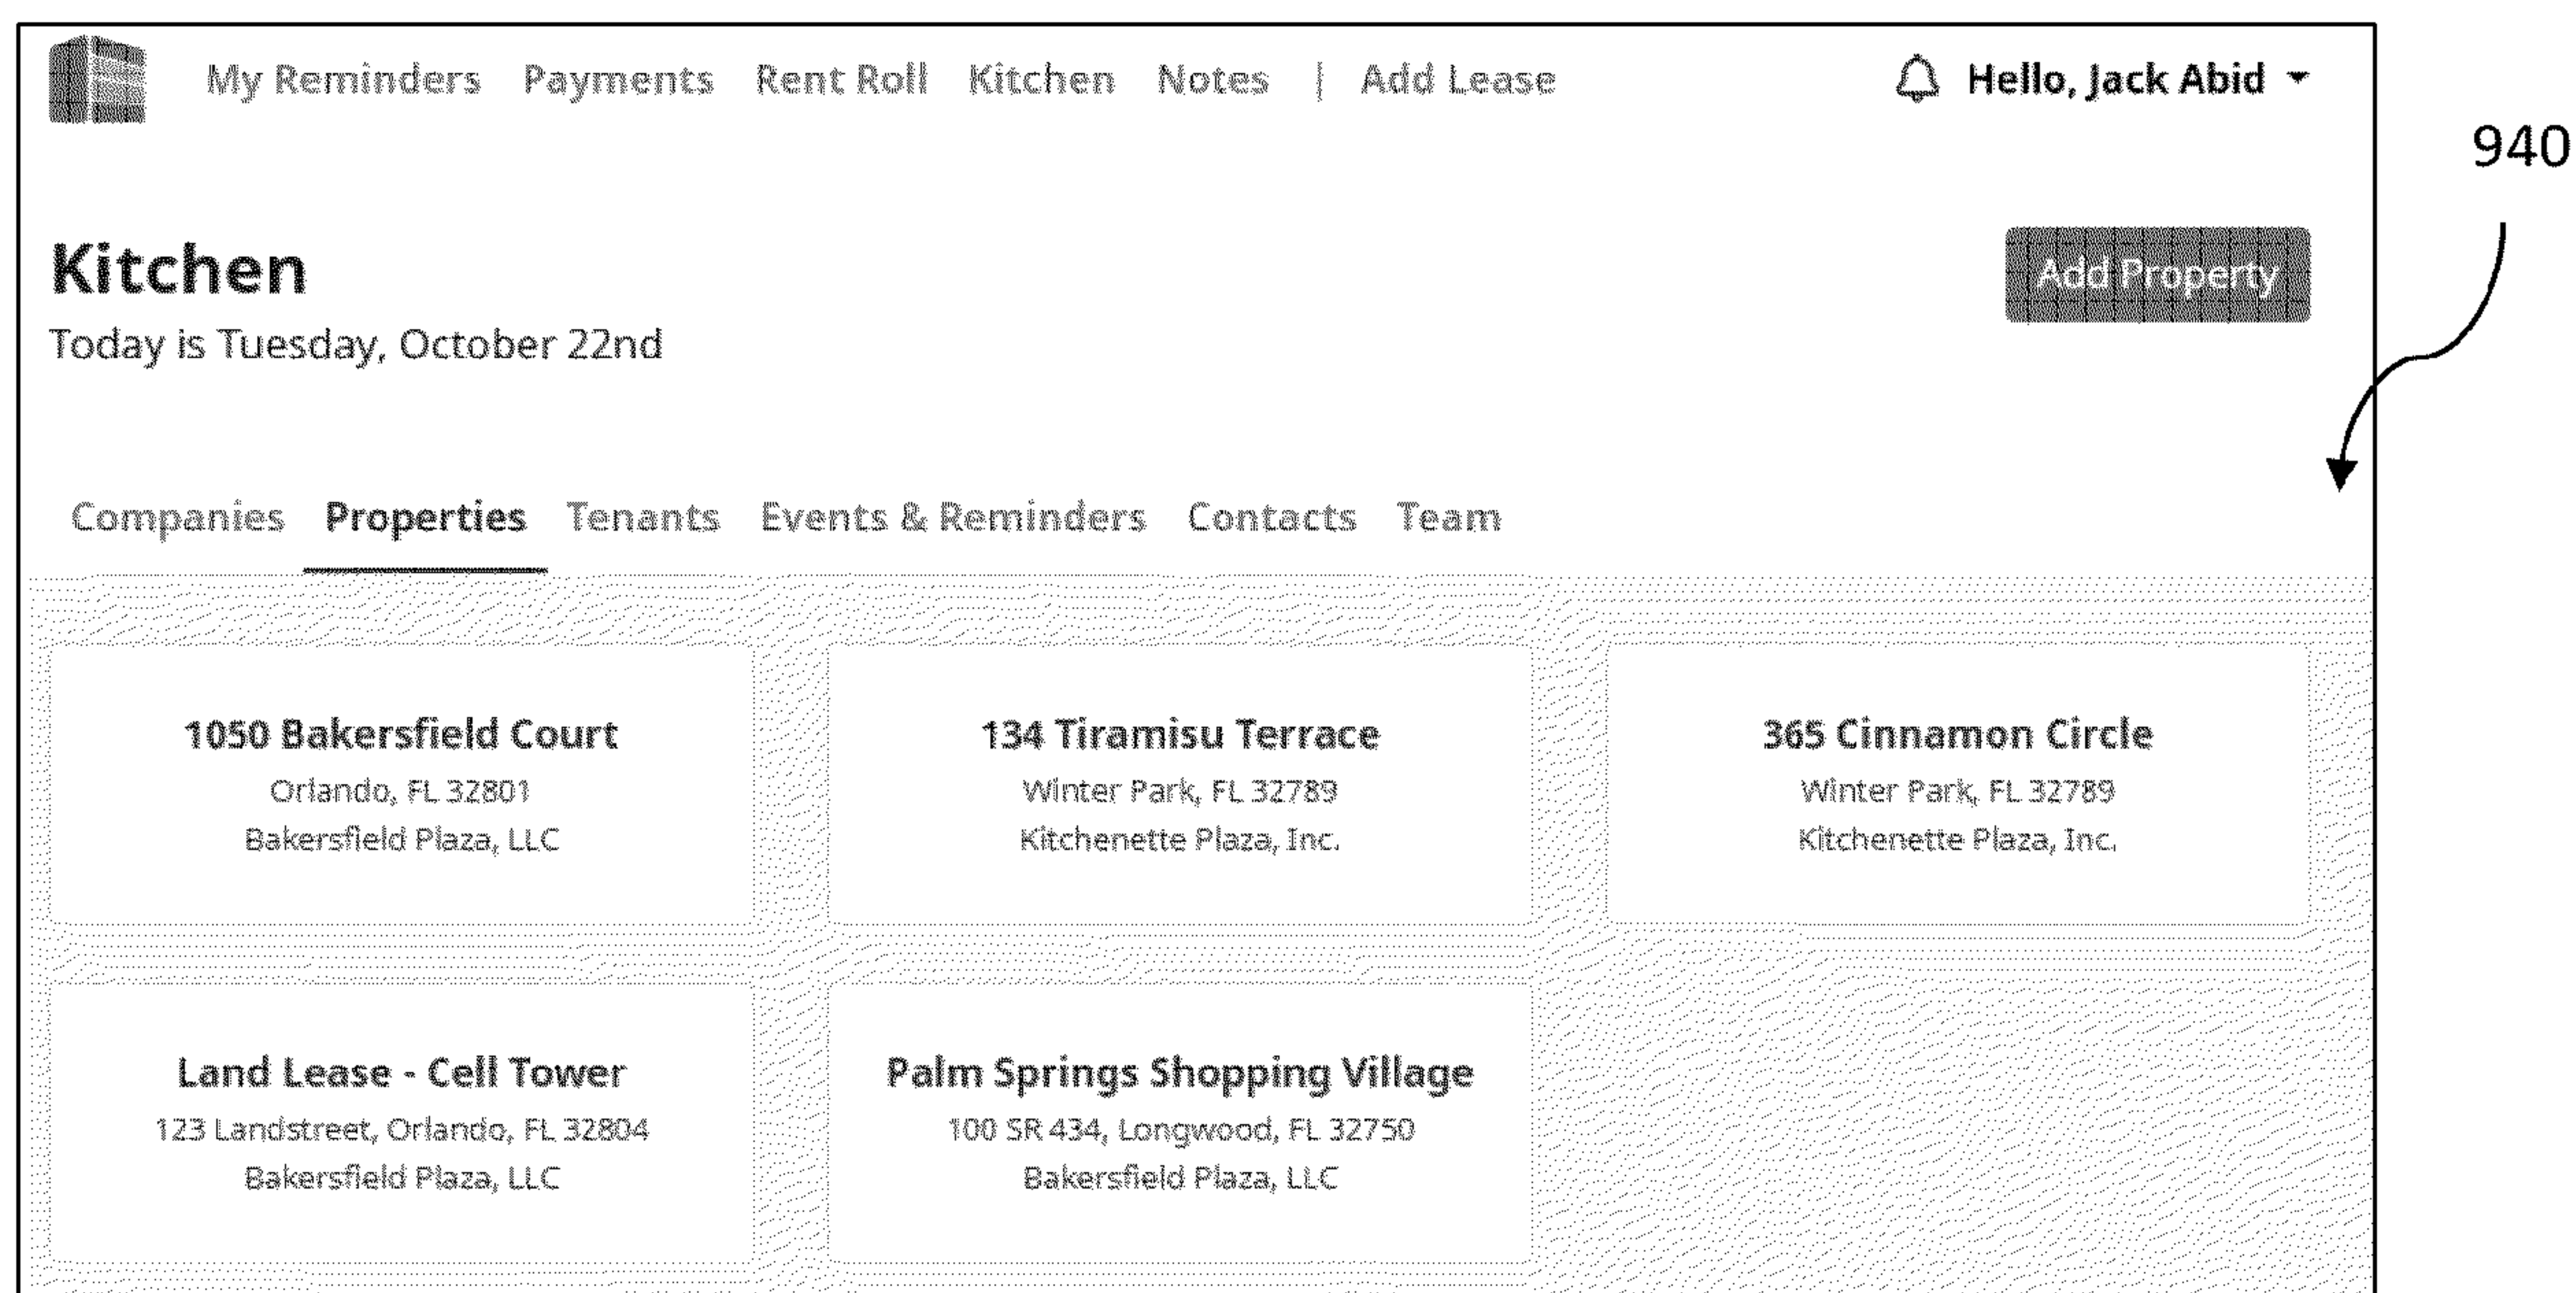 My Reminders Payments Rent Roll Kitchen Notes | Add Lease Hello, Jack Abid
940
Kitchen
Add Property
Today is Tuesday, October 22nd
Companies Properties Tenants Events & Reminders Contacts Team
1050 Bakersfield Court
Orlando, FL 32801
Bakersfield Plaza, LLC
134 Tiramisu Terrace
Winter Park, FL 32789
Kitchenette Plaza, Inc.
365 Cinnamon Circle
Winter Park, FL 32789
Kitchenette Plaza, Inc.
Land Lease - Cell Tower
123 Landstreet, Orlando, FL 32804
Bakersfield Plaza, LLC
Palm Springs Shopping Village
100 SR 434, Longwood, FL 32750
Bakersfield Plaza, LLC